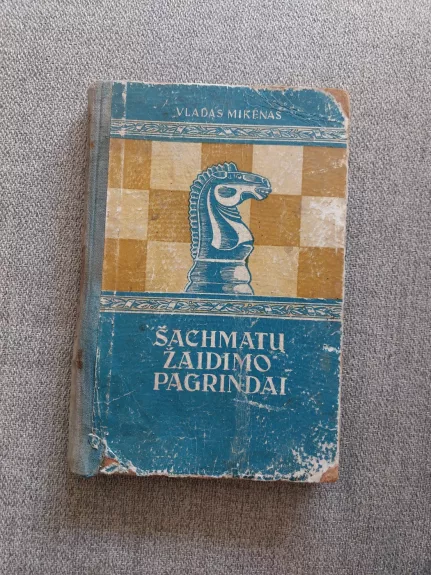 VLADAS MIKĖNAS
ŠACHMATŲ
ŽAIDIMO
PAGRINDAI